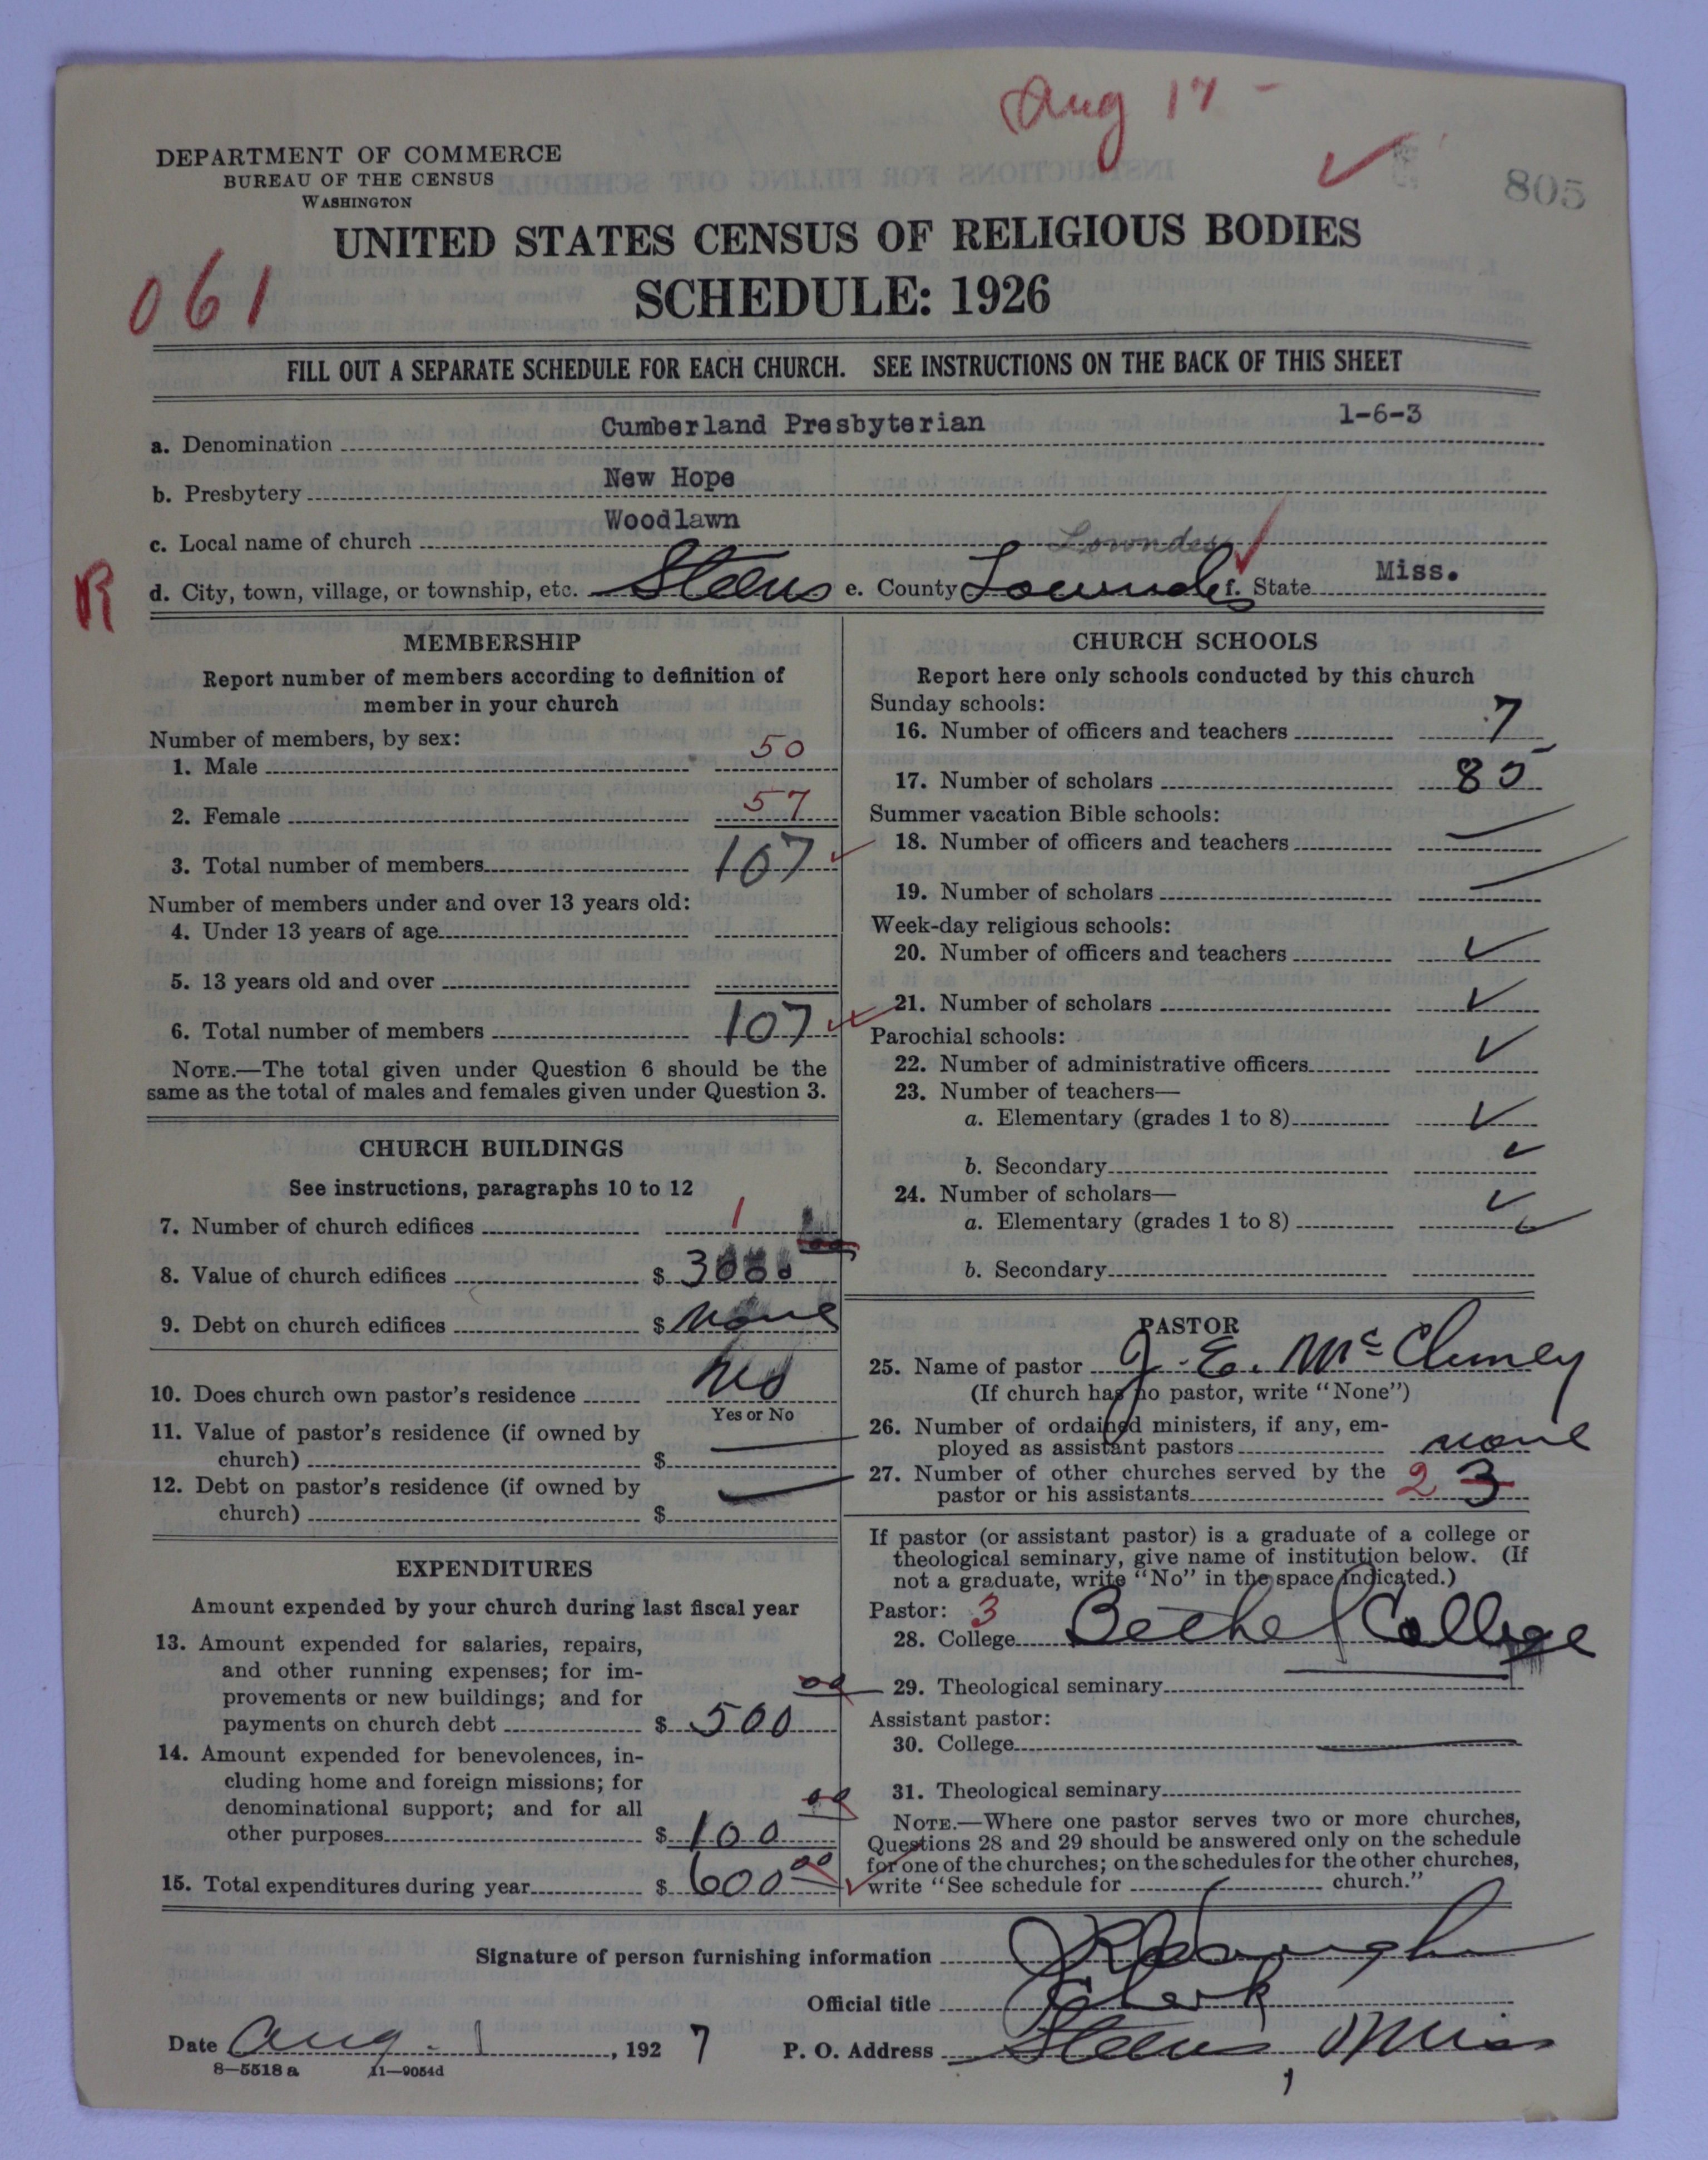 Aug 17 -
805
DEPARTMENT OF COMMERCE
BUREAU OF THE CENSUS
WASHINGTON
UNITED STATES CENSUS OF RELIGIOUS BODIES
SCHEDULE: 1926
061
FILL OUT A SEPARATE SCHEDULE FOR EACH CHURCH. SEE INSTRUCTIONS ON THE BACK OF THIS SHEET
a. Denomination Cumberland Presbyterian 1-6-3
b. Presbytery New Hope
c. Local name of church Woodlawn
Lowndes
R
d. City, town, village, or township, etc. Steens e. County Lowndes f. State Miss.
MEMBERSHIP
Report number of members according to definition of
member in your church
Number of members, by sex:
1. Male 50
2. Female 57
3. Total number of members 107
Number of members under and over 13 years old:
4. Under 13 years of age
5. 13 years old and over
6. Total number of members 107
NOTE.—The total given under Question 6 should be the
same as the total of males and females given under Question 3.
CHURCH BUILDINGS
See instructions, paragraphs 10 to 12
7. Number of church edifices 1
8. Value of church edifices $ 3000
9. Debt on church edifices $ none
10. Does church own pastor's residence
Yes or No
11. Value of pastor's residence (if owned by
church) $
12. Debt on pastor's residence (if owned by
church) $
EXPENDITURES
Amount expended by your church during last fiscal year
13. Amount expended for salaries, repairs,
and other running expenses; for im-
provements or new buildings; and for
payments on church debt $ 500 00
14. Amount expended for benevolences, in-
cluding home and foreign missions; for
denominational support; and for all
other purposes $ 100 00
15. Total expenditures during year $ 600 00
CHURCH SCHOOLS
Report here only schools conducted by this church
Sunday schools:
16. Number of officers and teachers 7
17. Number of scholars 85
Summer vacation Bible schools:
18. Number of officers and teachers
19. Number of scholars
Week-day religious schools:
20. Number of officers and teachers
21. Number of scholars
Parochial schools:
22. Number of administrative officers
23. Number of teachers—
a. Elementary (grades 1 to 8)
b. Secondary
24. Number of scholars—
a. Elementary (grades 1 to 8)
b. Secondary
PASTOR
25. Name of pastor J. E. McCluney
(If church has no pastor, write "None")
26. Number of ordained ministers, if any, em-
ployed as assistant pastors none
27. Number of other churches served by the
pastor or his assistants 2 3
If pastor (or assistant pastor) is a graduate of a college or
theological seminary, give name of institution below. (If
not a graduate, write "No" in the space indicated.)
Pastor: 3
28. College Bethel College
29. Theological seminary
Assistant pastor:
30. College
31. Theological seminary
NOTE.—Where one pastor serves two or more churches,
Questions 28 and 29 should be answered only on the schedule
for one of the churches; on the schedules for the other churches,
write "See schedule for church."
Signature of person furnishing information
Official title Clerk
Date Aug. 1, 1927 P. O. Address Steens, Miss
8—5518a 11—9054d